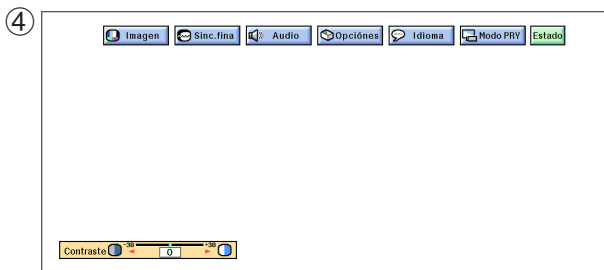 ④
Imagen Sinc.fina Audio Opciónes Idioma Modo PRY Estado
-30 +30
Contraste 0